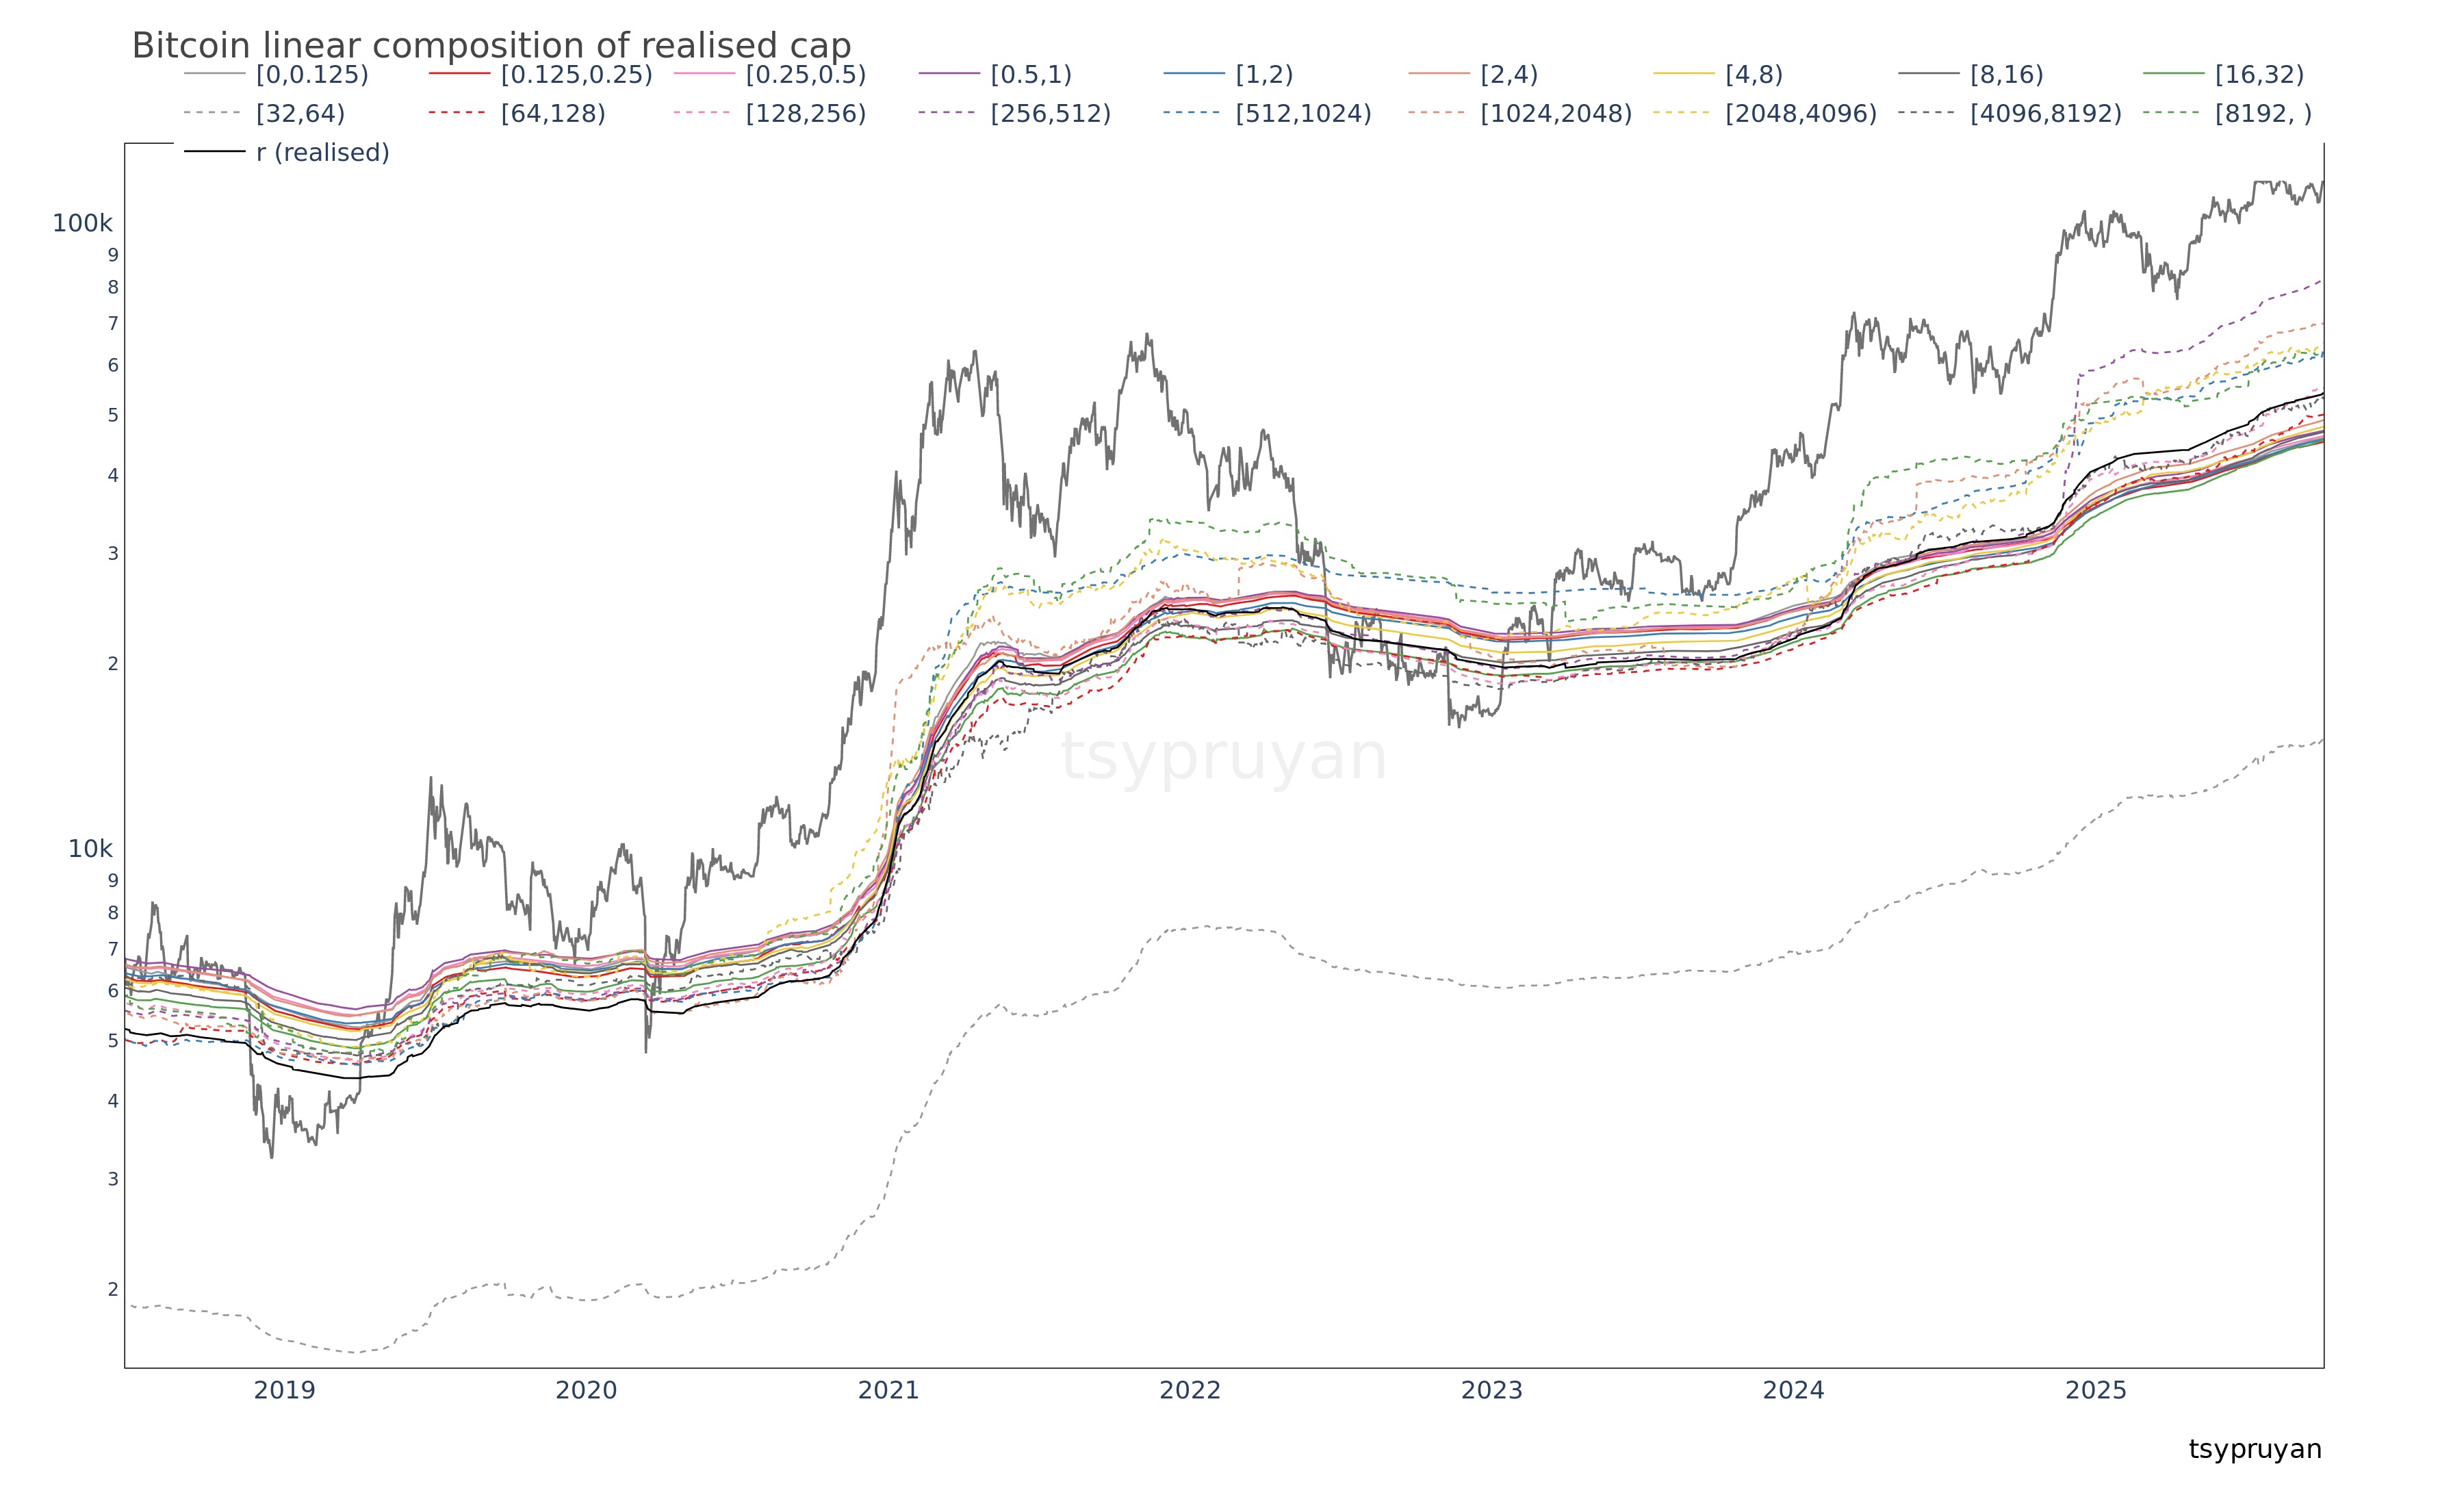 Bitcoin linear composition of realised cap
[0,0.125) [0.125,0.25) [0.25,0.5) [0.5,1) [1,2) [2,4) [4,8) [8,16) [16,32)
[32,64) [64,128) [128,256) [256,512) [512,1024) [1024,2048) [2048,4096) [4096,8192) [8192, )
r (realised)
100k
9
8
7
6
5
4
3
2
10k
9
8
7
6
5
4
3
2
tsypruyan
2019 2020 2021 2022 2023 2024 2025
tsypruyan